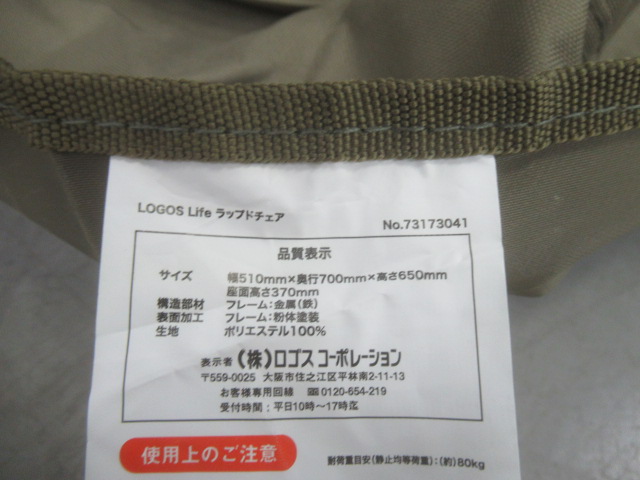 LOGOS Life ラップドチェア
No.73173041
品質表示
サイズ 幅510mm×奥行700mm×高さ650mm
座面高さ370mm
構造部材 フレーム:金属(鉄)
表面加工 フレーム:粉体塗装
生地 ポリエステル100%
表示者 (株)ロゴス コーポレーション
〒559-0025 大阪市住之江区平林南2-11-13
お客様専用回線 ☎0120-654-219
受付時間:平日10時〜17時迄
使用上のご注意
耐荷重目安(静止均等荷重):(約)80kg